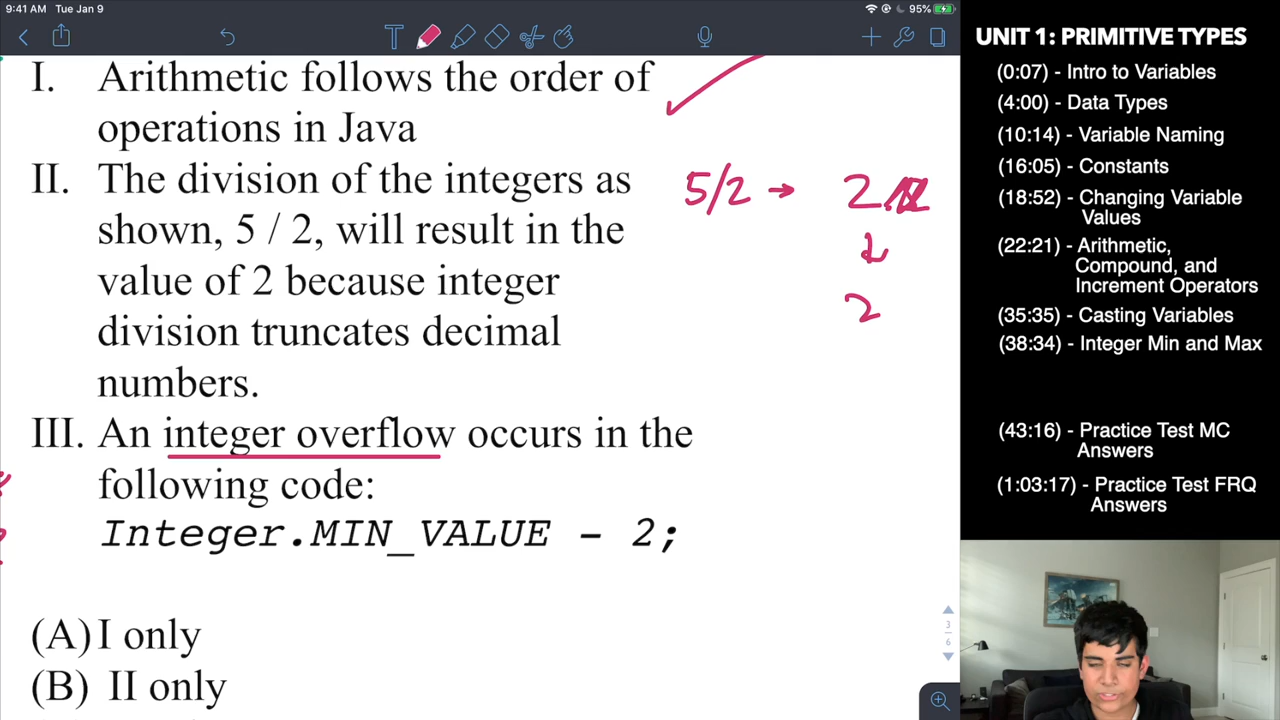 9:41 AM Tue Jan 9
95%
I. Arithmetic follows the order of
operations in Java
II. The division of the integers as
shown, 5 / 2, will result in the
value of 2 because integer
division truncates decimal
numbers.
III. An integer overflow occurs in the
following code:
Integer.MIN_VALUE - 2;
(A) I only
(B) II only
5/2 → 2.
2
3
6
UNIT 1: PRIMITIVE TYPES
(0:07) - Intro to Variables
(4:00) - Data Types
(10:14) - Variable Naming
(16:05) - Constants
(18:52) - Changing Variable
Values
(22:21) - Arithmetic,
Compound, and
Increment Operators
(35:35) - Casting Variables
(38:34) - Integer Min and Max
(43:16) - Practice Test MC
Answers
(1:03:17) - Practice Test FRQ
Answers